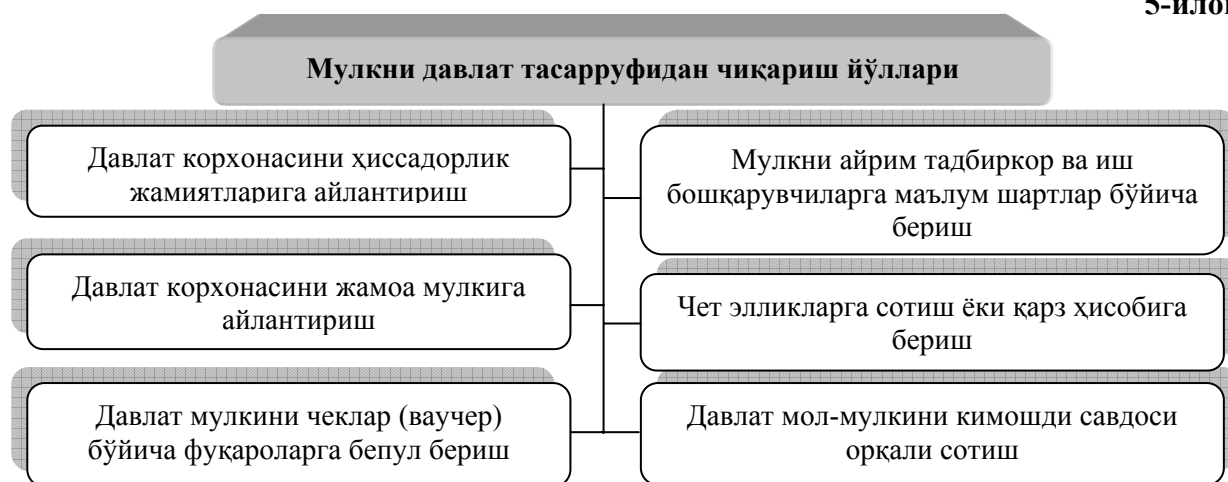 5-илов
Мулкни давлат тасарруфидан чиқариш йўллари
Давлат корхонасини ҳиссадорлик
жамиятларига айлантириш
Давлат корхонасини жамоа мулкига
айлантириш
Давлат мулкини чеклар (ваучер)
бўйича фуқароларга бепул бериш
Мулкни айрим тадбиркор ва иш
бошқарувчиларга маълум шартлар бўйича
бериш
Чет элликларга сотиш ёки қарз ҳисобига
бериш
Давлат мол-мулкини кимошди савдоси
орқали сотиш